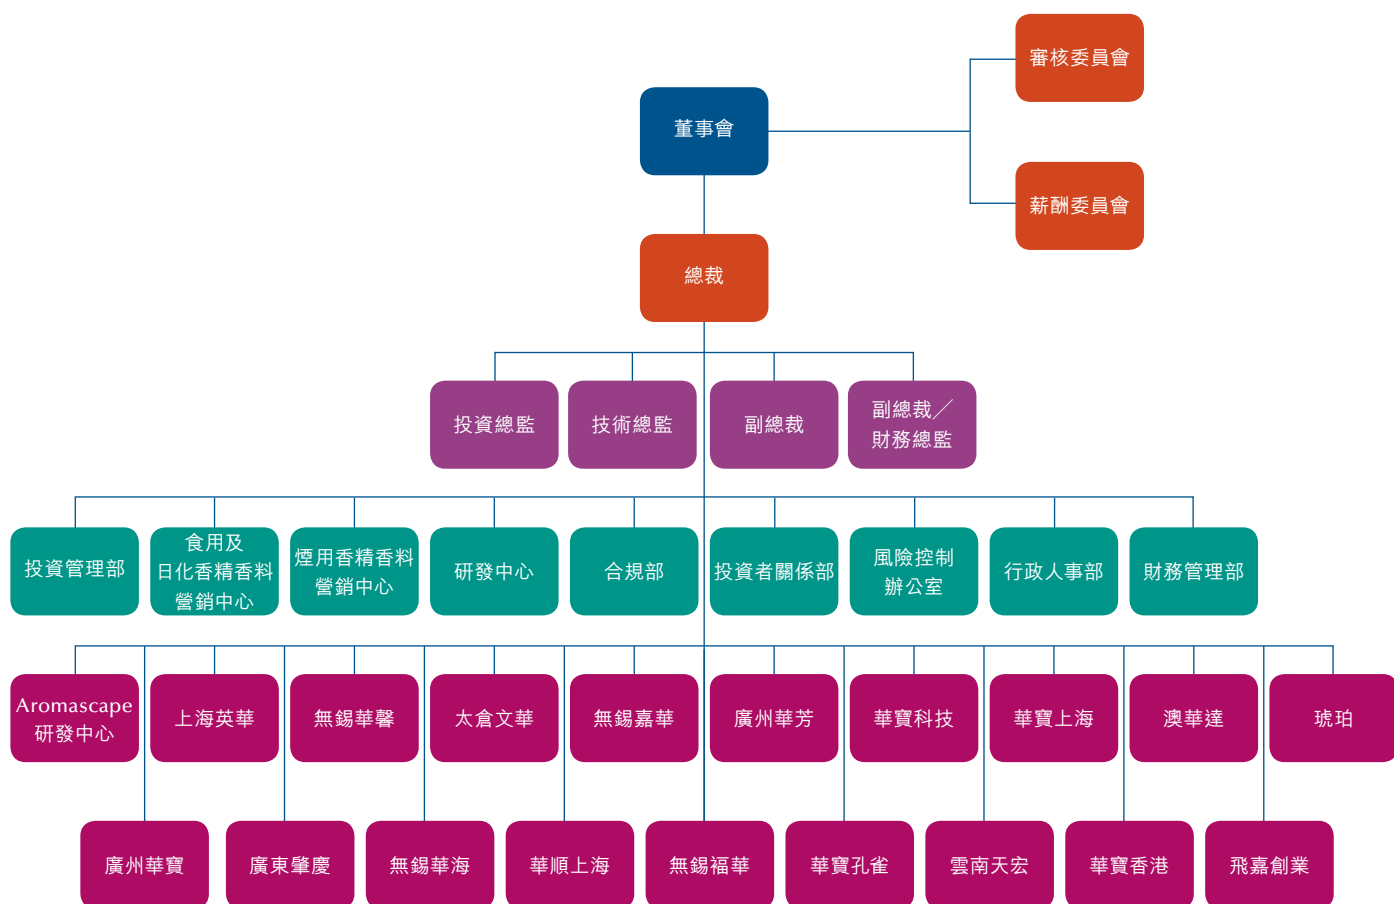 審核委員會
董事會
薪酬委員會
總裁
投資總監
技術總監
副總裁
副總裁／
財務總監
投資管理部
食用及
日化香精香料
營銷中心
煙用香精香料
營銷中心
研發中心
合規部
投資者關係部
風險控制
辦公室
行政人事部
財務管理部
Aromascape
研發中心
上海英華
無錫華馨
太倉文華
無錫嘉華
廣州華芳
華寶科技
華寶上海
澳華達
琥珀
廣州華寶
廣東肇慶
無錫華海
華順上海
無錫福華
華寶孔雀
雲南天宏
華寶香港
飛嘉創業